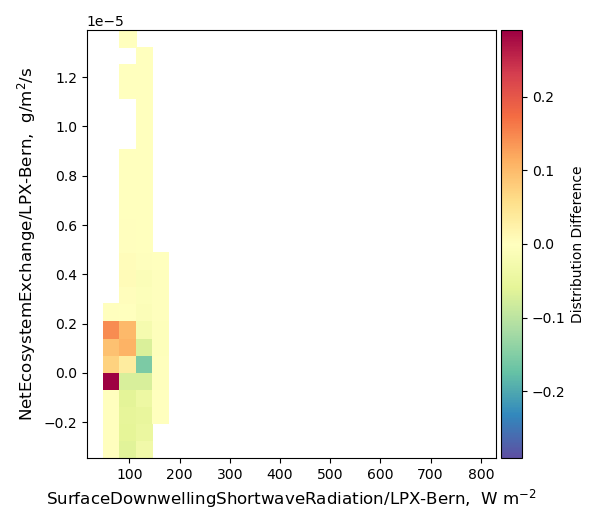 1e−5
1.2
1.0
0.8
0.6
0.4
0.2
0.0
−0.2
NetEcosystemExchange/LPX-Bern,  g/m²/s
100 200 300 400 500 600 700 800
SurfaceDownwellingShortwaveRadiation/LPX-Bern,  W m⁻²
0.2
0.1
0.0
−0.1
−0.2
Distribution Difference